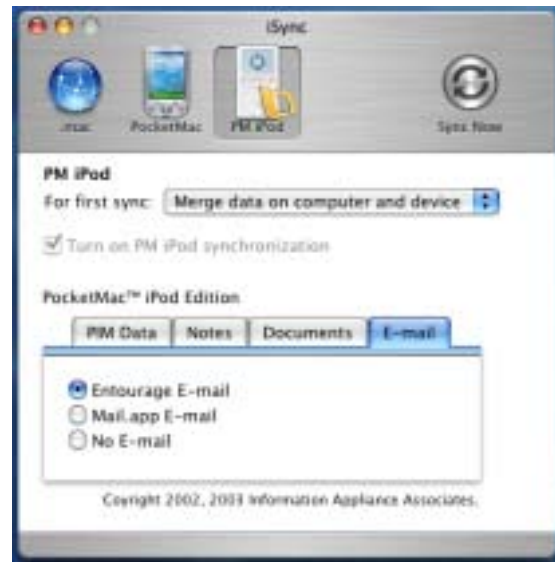 iSync
.mac PocketMac PM iPod Sync Now
PM iPod
For first sync: Merge data on computer and device
Turn on PM iPod synchronization
PocketMac™ iPod Edition
PIM Data Notes Documents E-mail
Entourage E-mail
Mail.app E-mail
No E-mail
Coyright 2002, 2003 Information Appliance Associates.